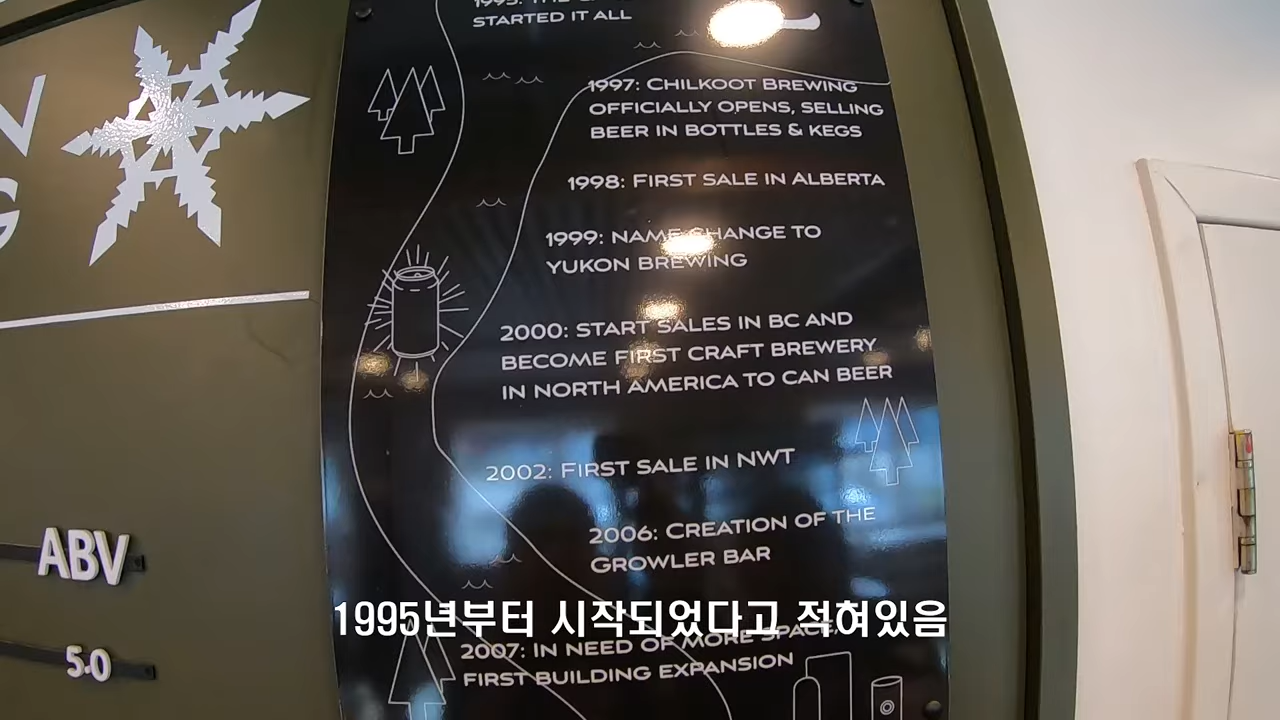 STARTED IT ALL
1997: CHILKOOT BREWING
OFFICIALLY OPENS, SELLING
BEER IN BOTTLES & KEGS
1998: FIRST SALE IN ALBERTA
1999: NAME CHANGE TO
YUKON BREWING
2000: START SALES IN BC AND
BECOME FIRST CRAFT BREWERY
IN NORTH AMERICA TO CAN BEER
2002: FIRST SALE IN NWT
2006: CREATION OF THE
GROWLER BAR
2007: IN NEED OF MORE SPACE,
FIRST BUILDING EXPANSION
ABV
5.0
1995년부터 시작되었다고 적혀있음